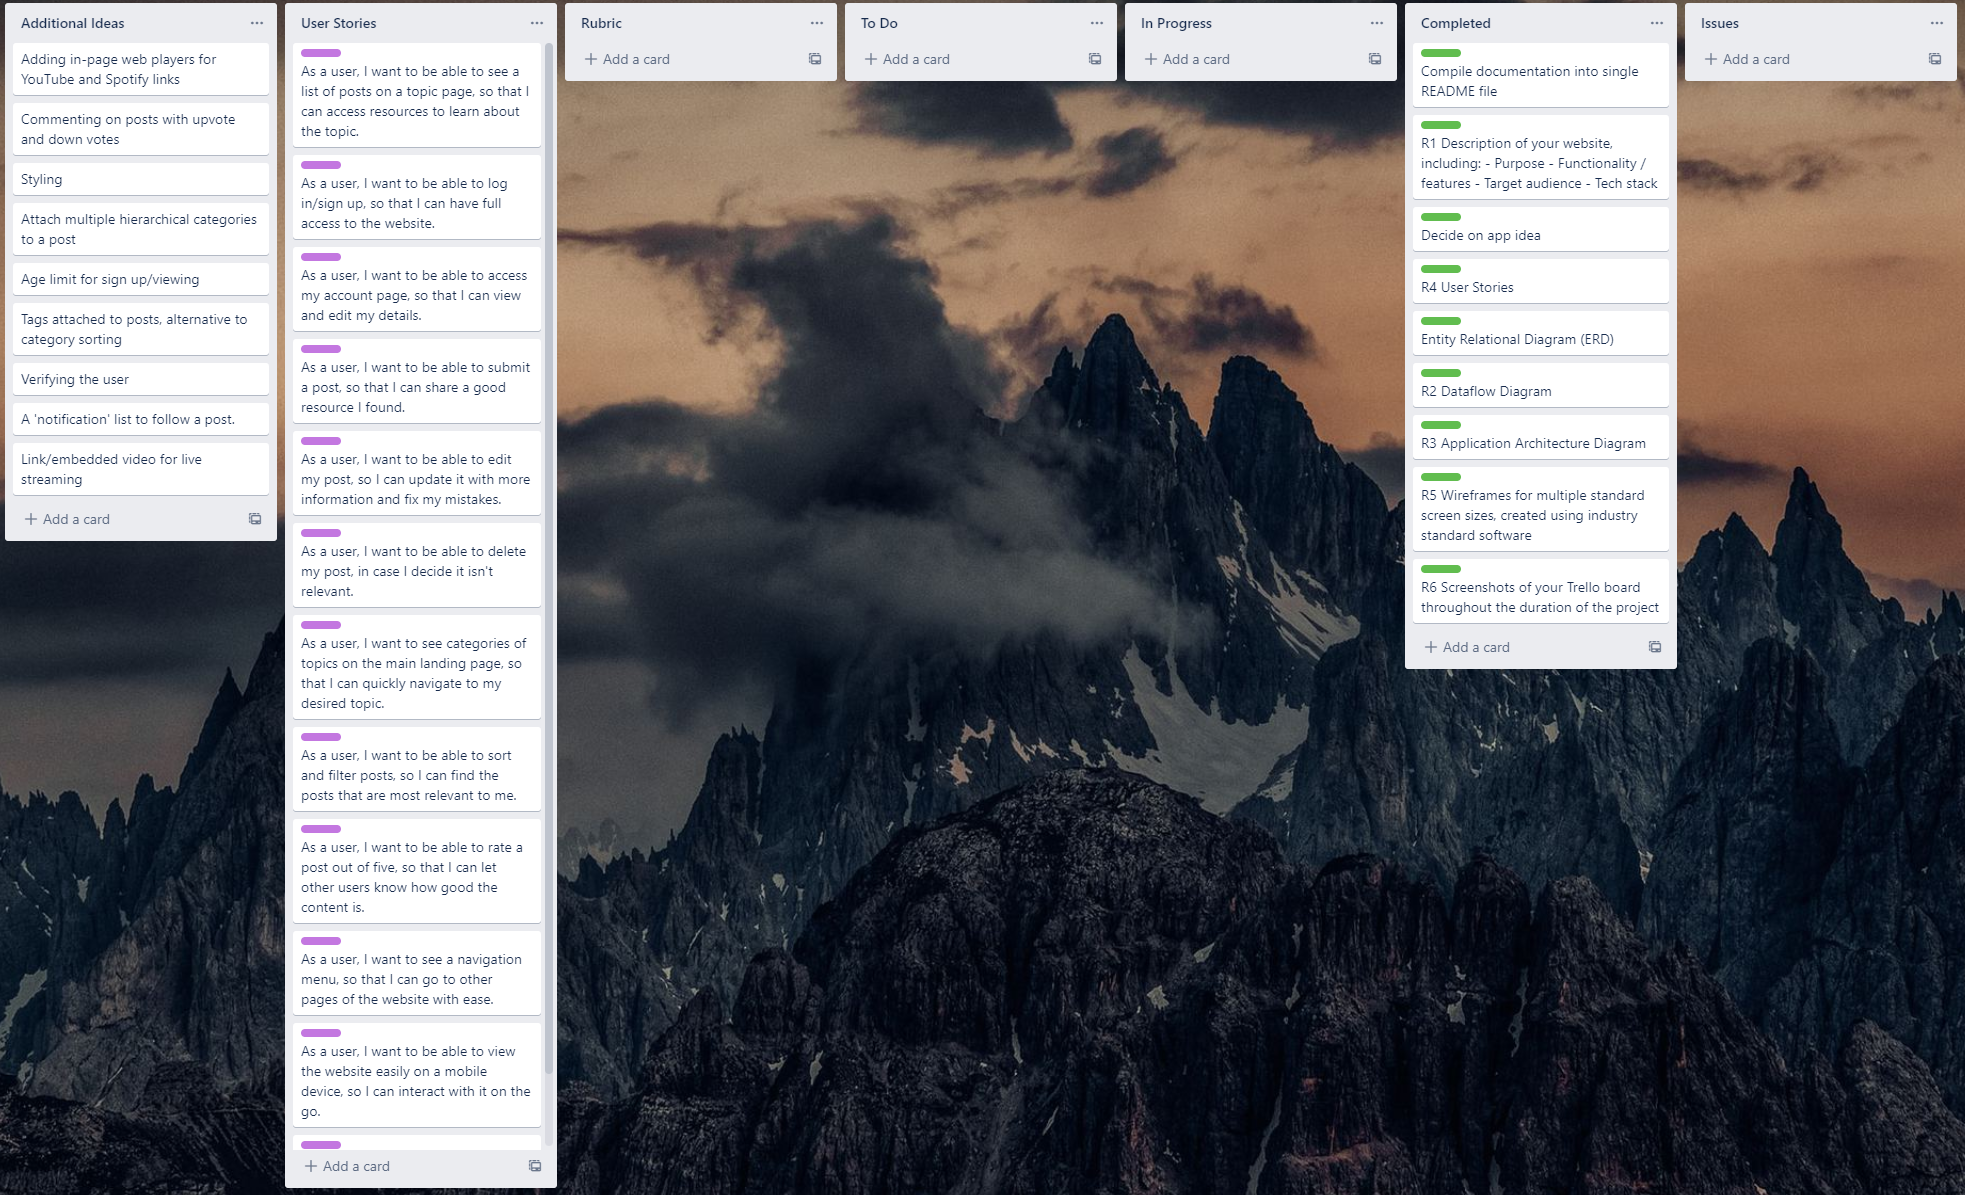 Additional Ideas
Adding in-page web players for
YouTube and Spotify links
Commenting on posts with upvote
and down votes
Styling
Attach multiple hierarchical categories
to a post
Age limit for sign up/viewing
Tags attached to posts, alternative to
category sorting
Verifying the user
A 'notification' list to follow a post.
Link/embedded video for live
streaming
+ Add a card
User Stories
As a user, I want to be able to see a
list of posts on a topic page, so that I
can access resources to learn about
the topic.
As a user, I want to be able to log
in/sign up, so that I can have full
access to the website.
As a user, I want to be able to access
my account page, so that I can view
and edit my details.
As a user, I want to be able to submit
a post, so that I can share a good
resource I found.
As a user, I want to be able to edit
my post, so I can update it with more
information and fix my mistakes.
As a user, I want to be able to delete
my post, in case I decide it isn't
relevant.
As a user, I want to see categories of
topics on the main landing page, so
that I can quickly navigate to my
desired topic.
As a user, I want to be able to sort
and filter posts, so I can find the
posts that are most relevant to me.
As a user, I want to be able to rate a
post out of five, so that I can let
other users know how good the
content is.
As a user, I want to see a navigation
menu, so that I can go to other
pages of the website with ease.
As a user, I want to be able to view
the website easily on a mobile
device, so I can interact with it on the
go.
+ Add a card
Rubric
+ Add a card
To Do
+ Add a card
In Progress
+ Add a card
Completed
Compile documentation into single
README file
R1 Description of your website,
including: - Purpose - Functionality /
features - Target audience - Tech stack
Decide on app idea
R4 User Stories
Entity Relational Diagram (ERD)
R2 Dataflow Diagram
R3 Application Architecture Diagram
R5 Wireframes for multiple standard
screen sizes, created using industry
standard software
R6 Screenshots of your Trello board
throughout the duration of the project
+ Add a card
Issues
+ Add a card